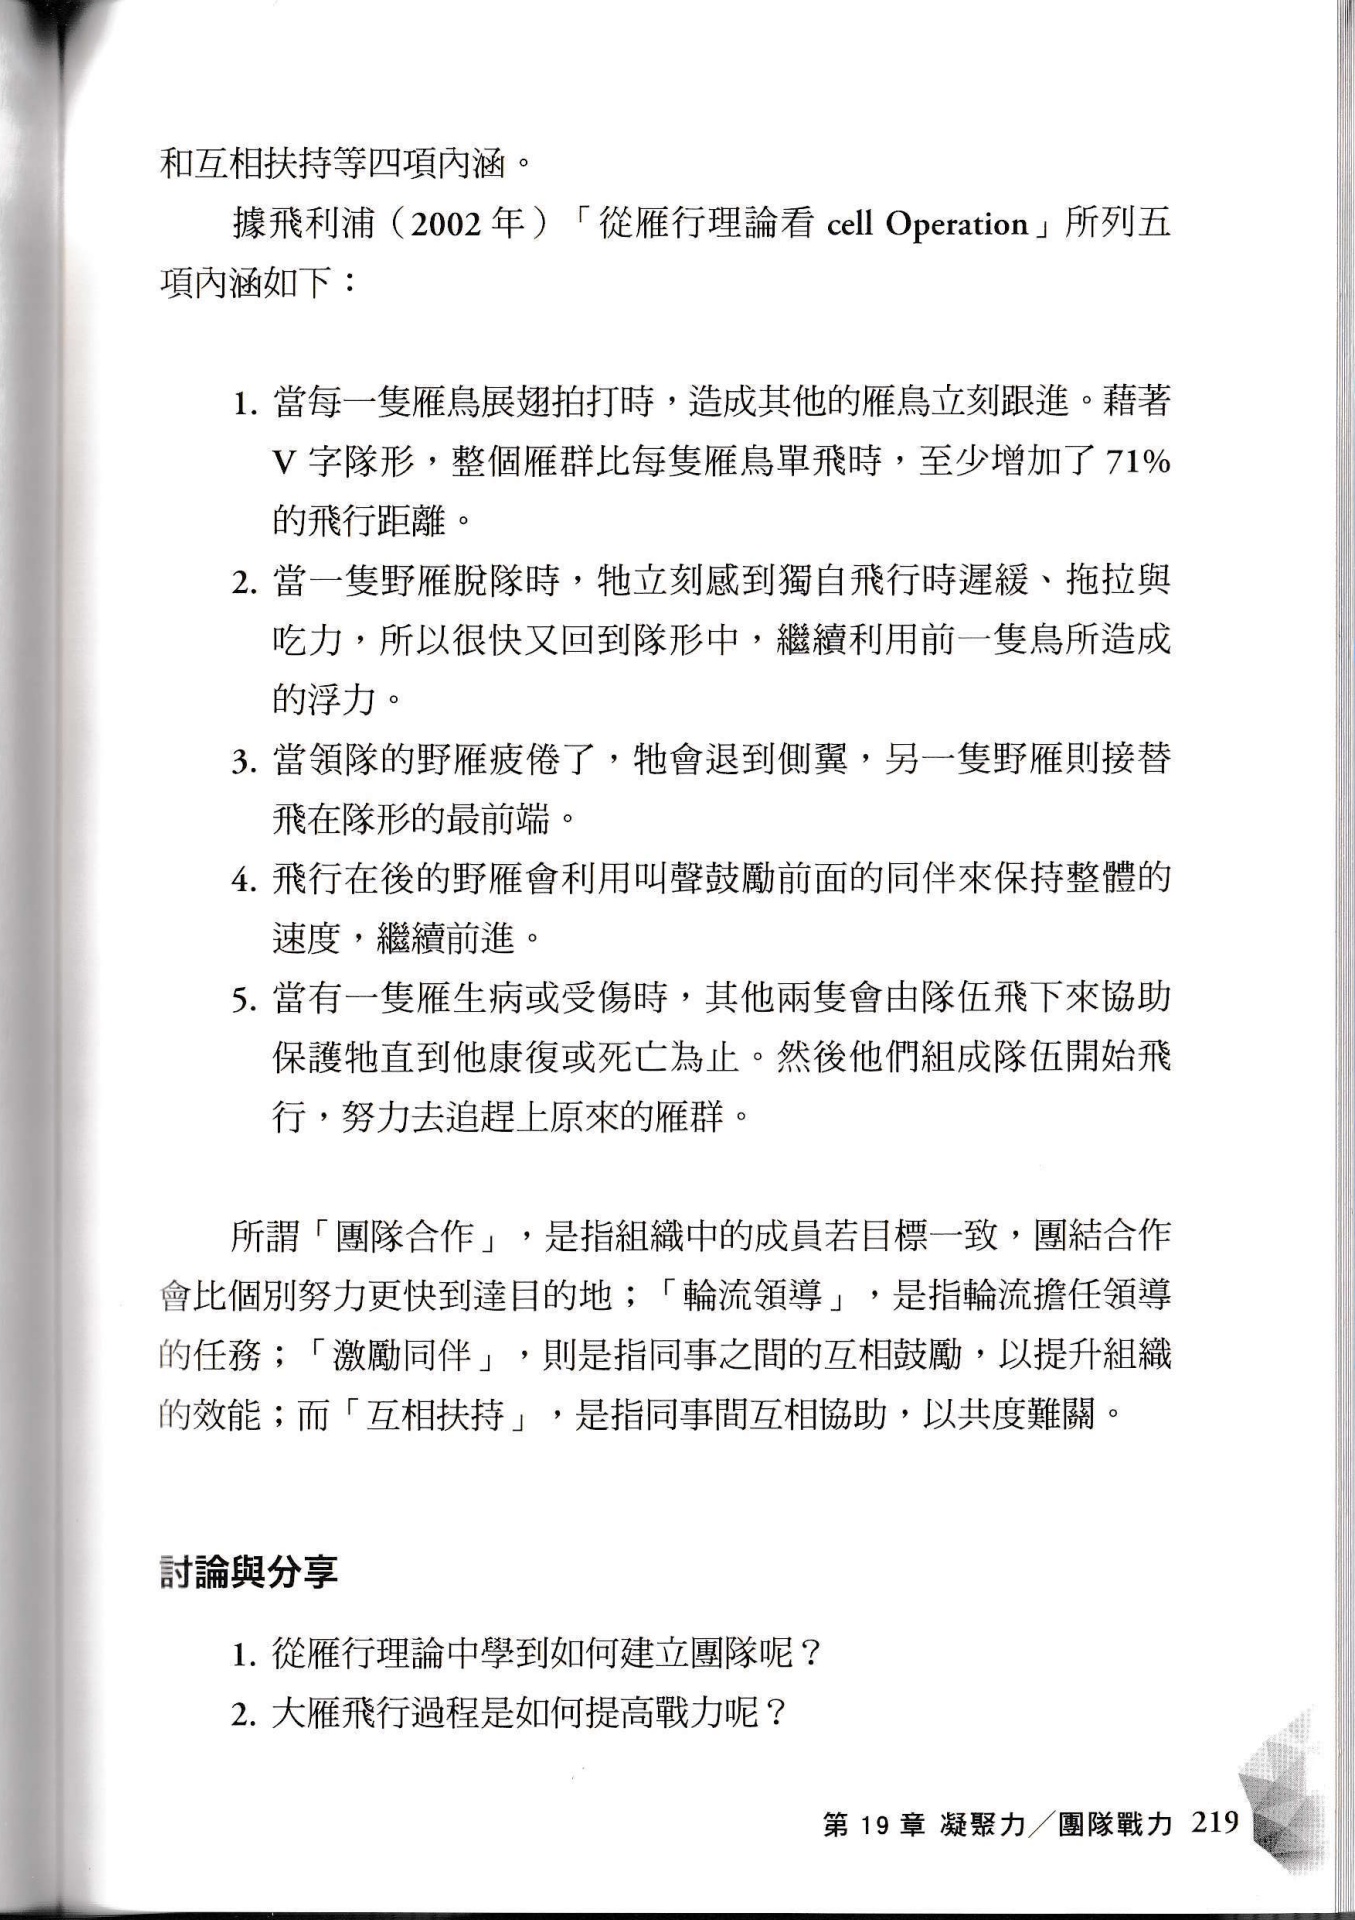 和互相扶持等四項內涵。
據飛利浦（2002 年）「從雁行理論看 cell Operation」所列五
項內涵如下：
1. 當每一隻雁鳥展翅拍打時，造成其他的雁鳥立刻跟進。藉著
V 字隊形，整個雁群比每隻雁鳥單飛時，至少增加了 71%
的飛行距離。
2. 當一隻野雁脫隊時，牠立刻感到獨自飛行時遲緩、拖拉與
吃力，所以很快又回到隊形中，繼續利用前一隻鳥所造成
的浮力。
3. 當領隊的野雁疲倦了，牠會退到側翼，另一隻野雁則接替
飛在隊形的最前端。
4. 飛行在後的野雁會利用叫聲鼓勵前面的同伴來保持整體的
速度，繼續前進。
5. 當有一隻雁生病或受傷時，其他兩隻會由隊伍飛下來協助
保護牠直到他康復或死亡為止。然後他們組成隊伍開始飛
行，努力去追趕上原來的雁群。
所謂「團隊合作」，是指組織中的成員若目標一致，團結合作
會比個別努力更快到達目的地；「輪流領導」，是指輪流擔任領導
的任務；「激勵同伴」，則是指同事之間的互相鼓勵，以提升組織
的效能；而「互相扶持」，是指同事間互相協助，以共度難關。
討論與分享
1. 從雁行理論中學到如何建立團隊呢？
2. 大雁飛行過程是如何提高戰力呢？
第 19 章 凝聚力／團隊戰力 219